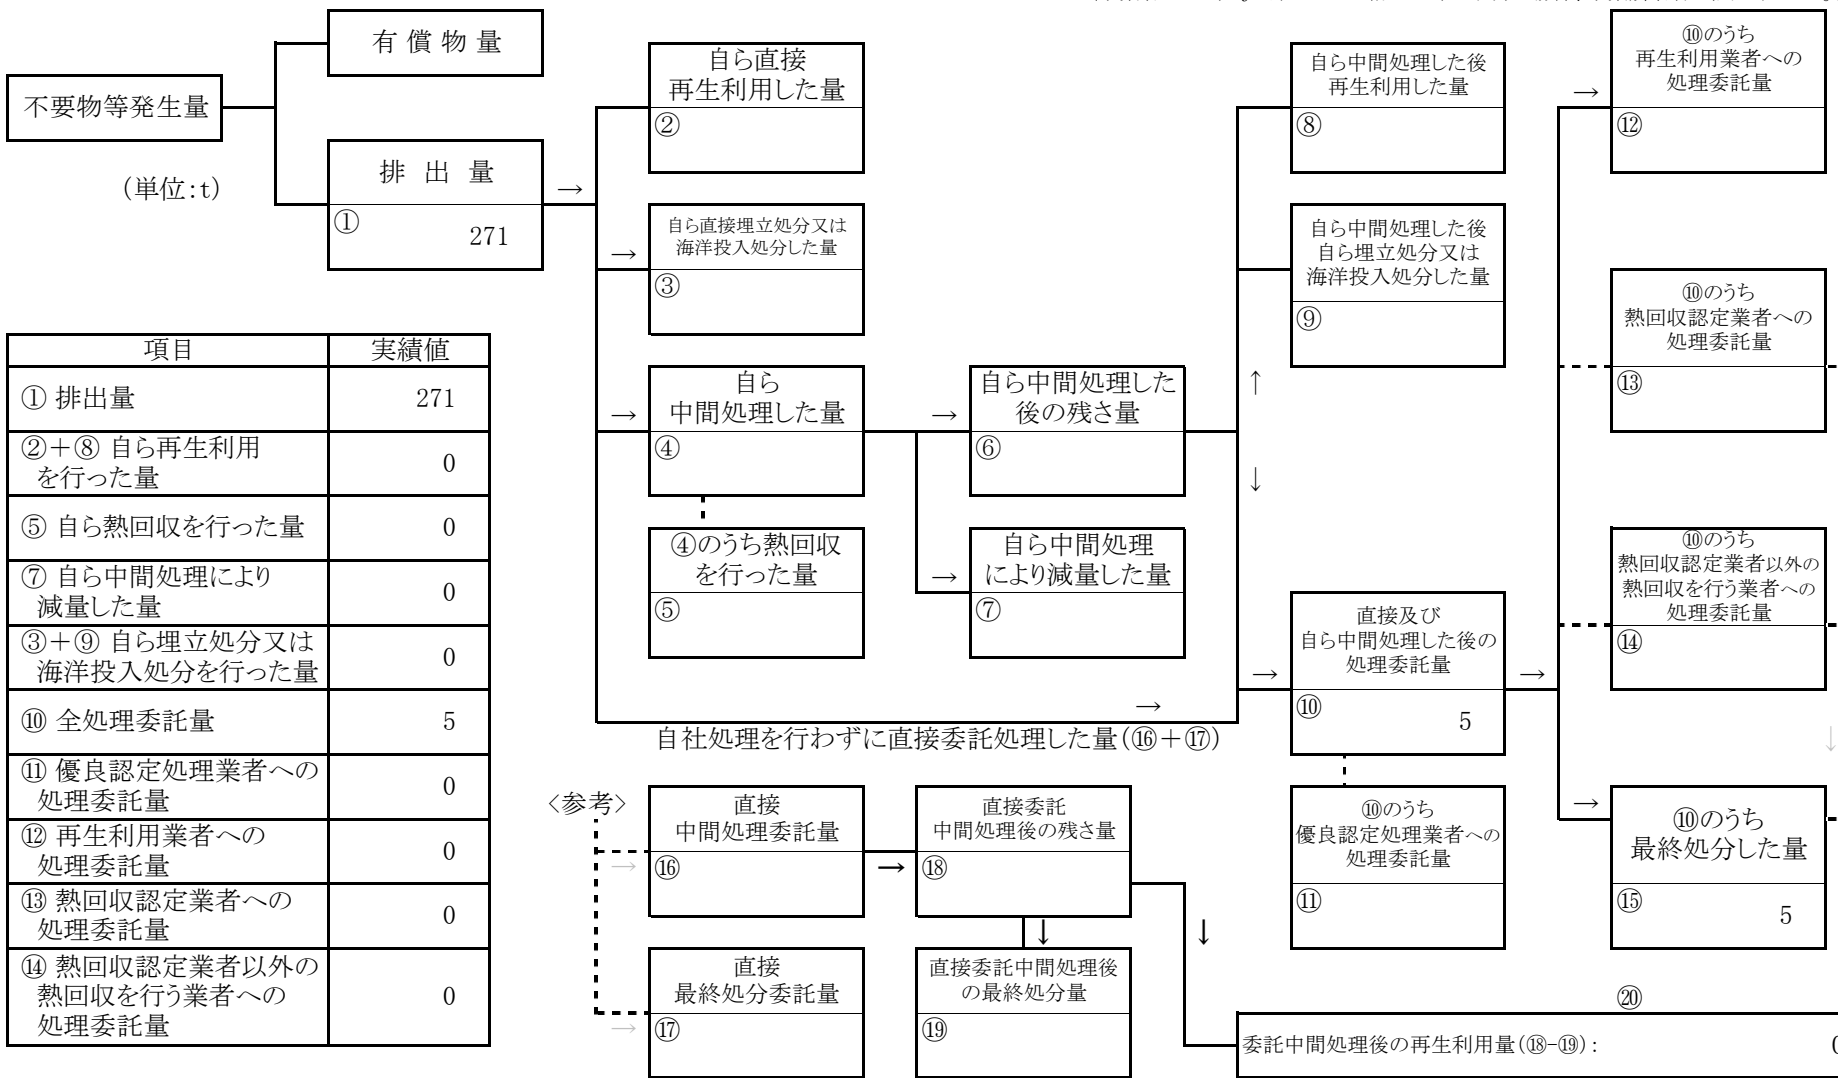 有償物量
不要物等発生量
(単位:t)
排出量
①
271
→
自ら直接
再生利用した量
②
→
自ら直接埋立処分又は
海洋投入処分した量
③
→
自ら
中間処理した量
④
④のうち熱回収
を行った量
⑤
→
自ら中間処理した
後の残さ量
⑥
→
自ら中間処理
により減量した量
⑦
自ら中間処理した後
再生利用した量
⑧
自ら中間処理した後
自ら埋立処分又は
海洋投入処分した量
⑨
↑
↓
→
自社処理を行わずに直接委託処理した量(⑯+⑰)
→
直接及び
自ら中間処理した後の
処理委託量
⑩
5
⑩のうち
優良認定処理業者への
処理委託量
⑪
→
→
⑩のうち
再生利用業者への
処理委託量
⑫
⑩のうち
熱回収認定業者への
処理委託量
⑬
⑩のうち
熱回収認定業者以外の
熱回収を行う業者への
処理委託量
⑭
↓
→
⑩のうち
最終処分した量
⑮
5
項目 実績値
① 排出量 271
②+⑧ 自ら再生利用
を行った量 0
⑤ 自ら熱回収を行った量 0
⑦ 自ら中間処理により
減量した量 0
③+⑨ 自ら埋立処分又は
海洋投入処分を行った量 0
⑩ 全処理委託量 5
⑪ 優良認定処理業者への
処理委託量 0
⑫ 再生利用業者への
処理委託量 0
⑬ 熱回収認定業者への
処理委託量 0
⑭ 熱回収認定業者以外の
熱回収を行う業者への
処理委託量 0
<参考>
→
直接
中間処理委託量
⑯
→
直接委託
中間処理後の残さ量
⑱
↓
↓
→
直接
最終処分委託量
⑰
直接委託中間処理後
の最終処分量
⑲
⑳
委託中間処理後の再生利用量(⑱-⑲): 0